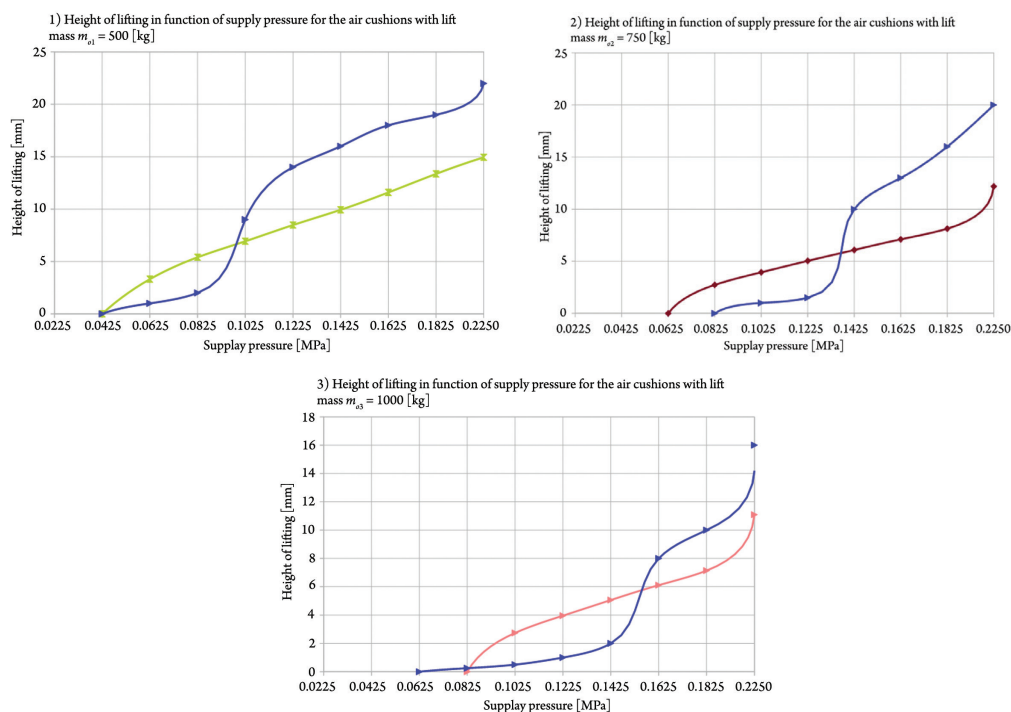 1) Height of lifting in function of supply pressure for the air cushions with lift
mass m_o1 = 500 [kg]
25
20
15
10
5
0
Height of lifting [mm]
0.0225 0.0425 0.0625 0.0825 0.1025 0.1225 0.1425 0.1625 0.1825 0.2250
Supplay pressure [MPa]
2) Height of lifting in function of supply pressure for the air cushions with lift
mass m_o2 = 750 [kg]
25
20
15
10
5
0
Height of lifting [mm]
0.0225 0.0425 0.0625 0.0825 0.1025 0.1225 0.1425 0.1625 0.1825 0.2250
Supplay pressure [MPa]
3) Height of lifting in function of supply pressure for the air cushions with lift
mass m_o3 = 1000 [kg]
18
16
14
12
10
8
6
4
2
0
Height of lifting [mm]
0.0225 0.0425 0.0625 0.0825 0.1025 0.1225 0.1425 0.1625 0.1825 0.2250
Supplay pressure [MPa]